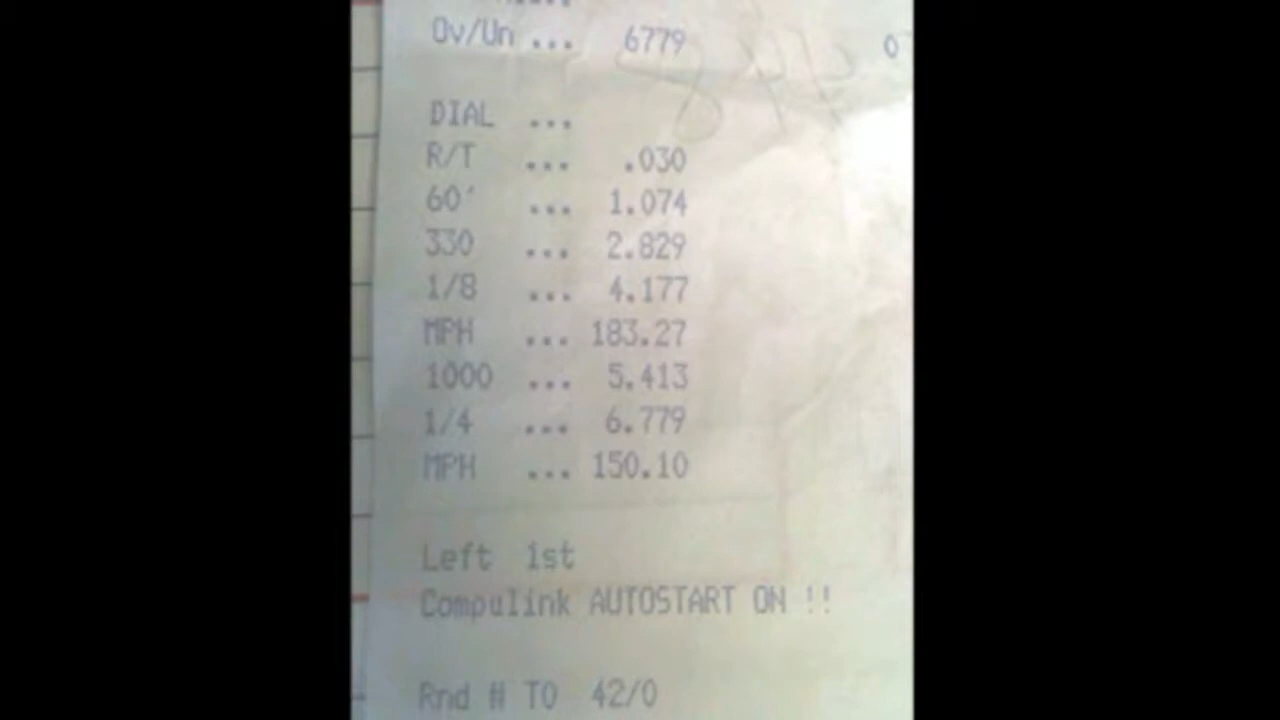 Ov/Un ... 6779 0
DIAL ...
R/T ... .030
60' ... 1.074
330 ... 2.829
1/8 ... 4.177
MPH ... 183.27
1000 ... 5.413
1/4 ... 6.779
MPH ... 150.10
Left 1st
Compulink AUTOSTART ON !!
Rnd # TO 42/0